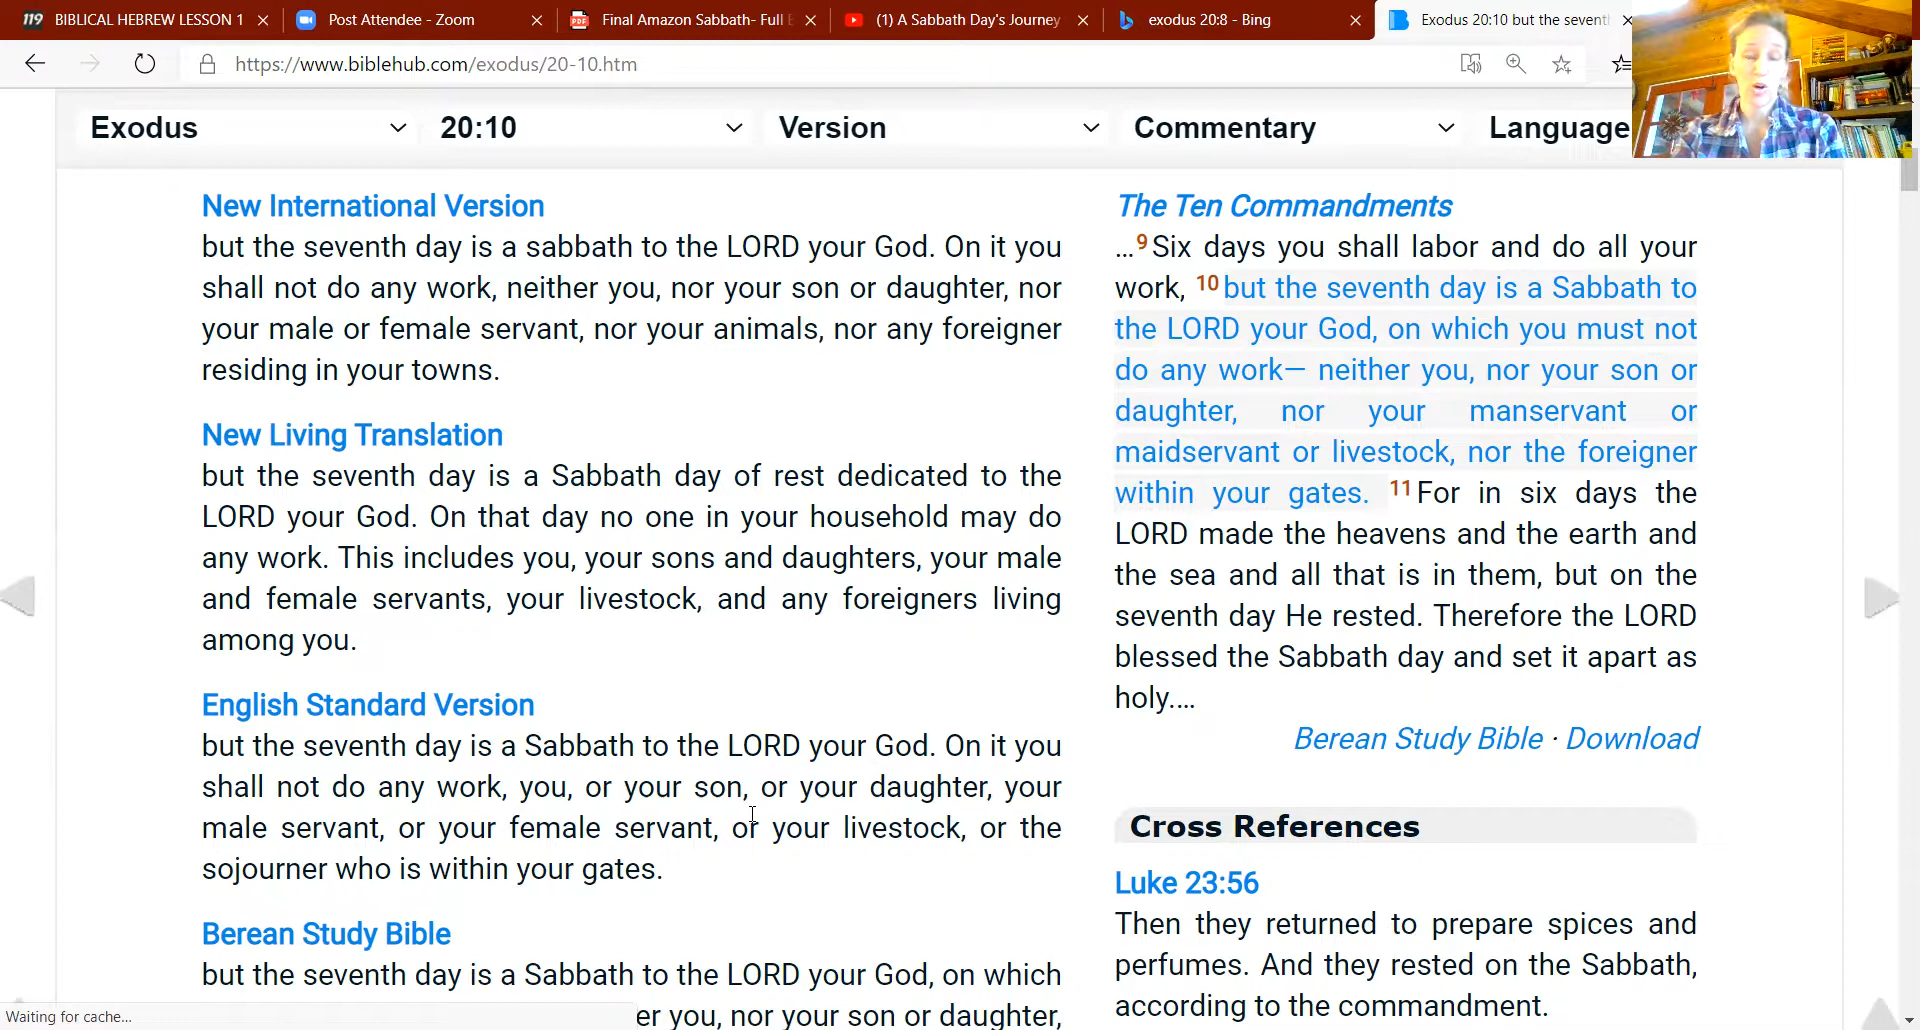 119 BIBLICAL HEBREW LESSON 1
Post Attendee - Zoom
PDF Final Amazon Sabbath- Full E
(1) A Sabbath Day's Journey
exodus 20:8 - Bing
Exodus 20:10 but the sevent
https://www.biblehub.com/exodus/20-10.htm
Exodus
20:10
Version
Commentary
Language
New International Version
but the seventh day is a sabbath to the LORD your God. On it you
shall not do any work, neither you, nor your son or daughter, nor
your male or female servant, nor your animals, nor any foreigner
residing in your towns.
New Living Translation
but the seventh day is a Sabbath day of rest dedicated to the
LORD your God. On that day no one in your household may do
any work. This includes you, your sons and daughters, your male
and female servants, your livestock, and any foreigners living
among you.
English Standard Version
but the seventh day is a Sabbath to the LORD your God. On it you
shall not do any work, you, or your son, or your daughter, your
male servant, or your female servant, or your livestock, or the
sojourner who is within your gates.
Berean Study Bible
but the seventh day is a Sabbath to the LORD your God, on which
er you, nor your son or daughter,
The Ten Commandments
…9Six days you shall labor and do all your
work, 10but the seventh day is a Sabbath to
the LORD your God, on which you must not
do any work— neither you, nor your son or
daughter, nor your manservant or
maidservant or livestock, nor the foreigner
within your gates. 11For in six days the
LORD made the heavens and the earth and
the sea and all that is in them, but on the
seventh day He rested. Therefore the LORD
blessed the Sabbath day and set it apart as
holy.…
Berean Study Bible · Download
Cross References
Luke 23:56
Then they returned to prepare spices and
perfumes. And they rested on the Sabbath,
according to the commandment.
Waiting for cache...